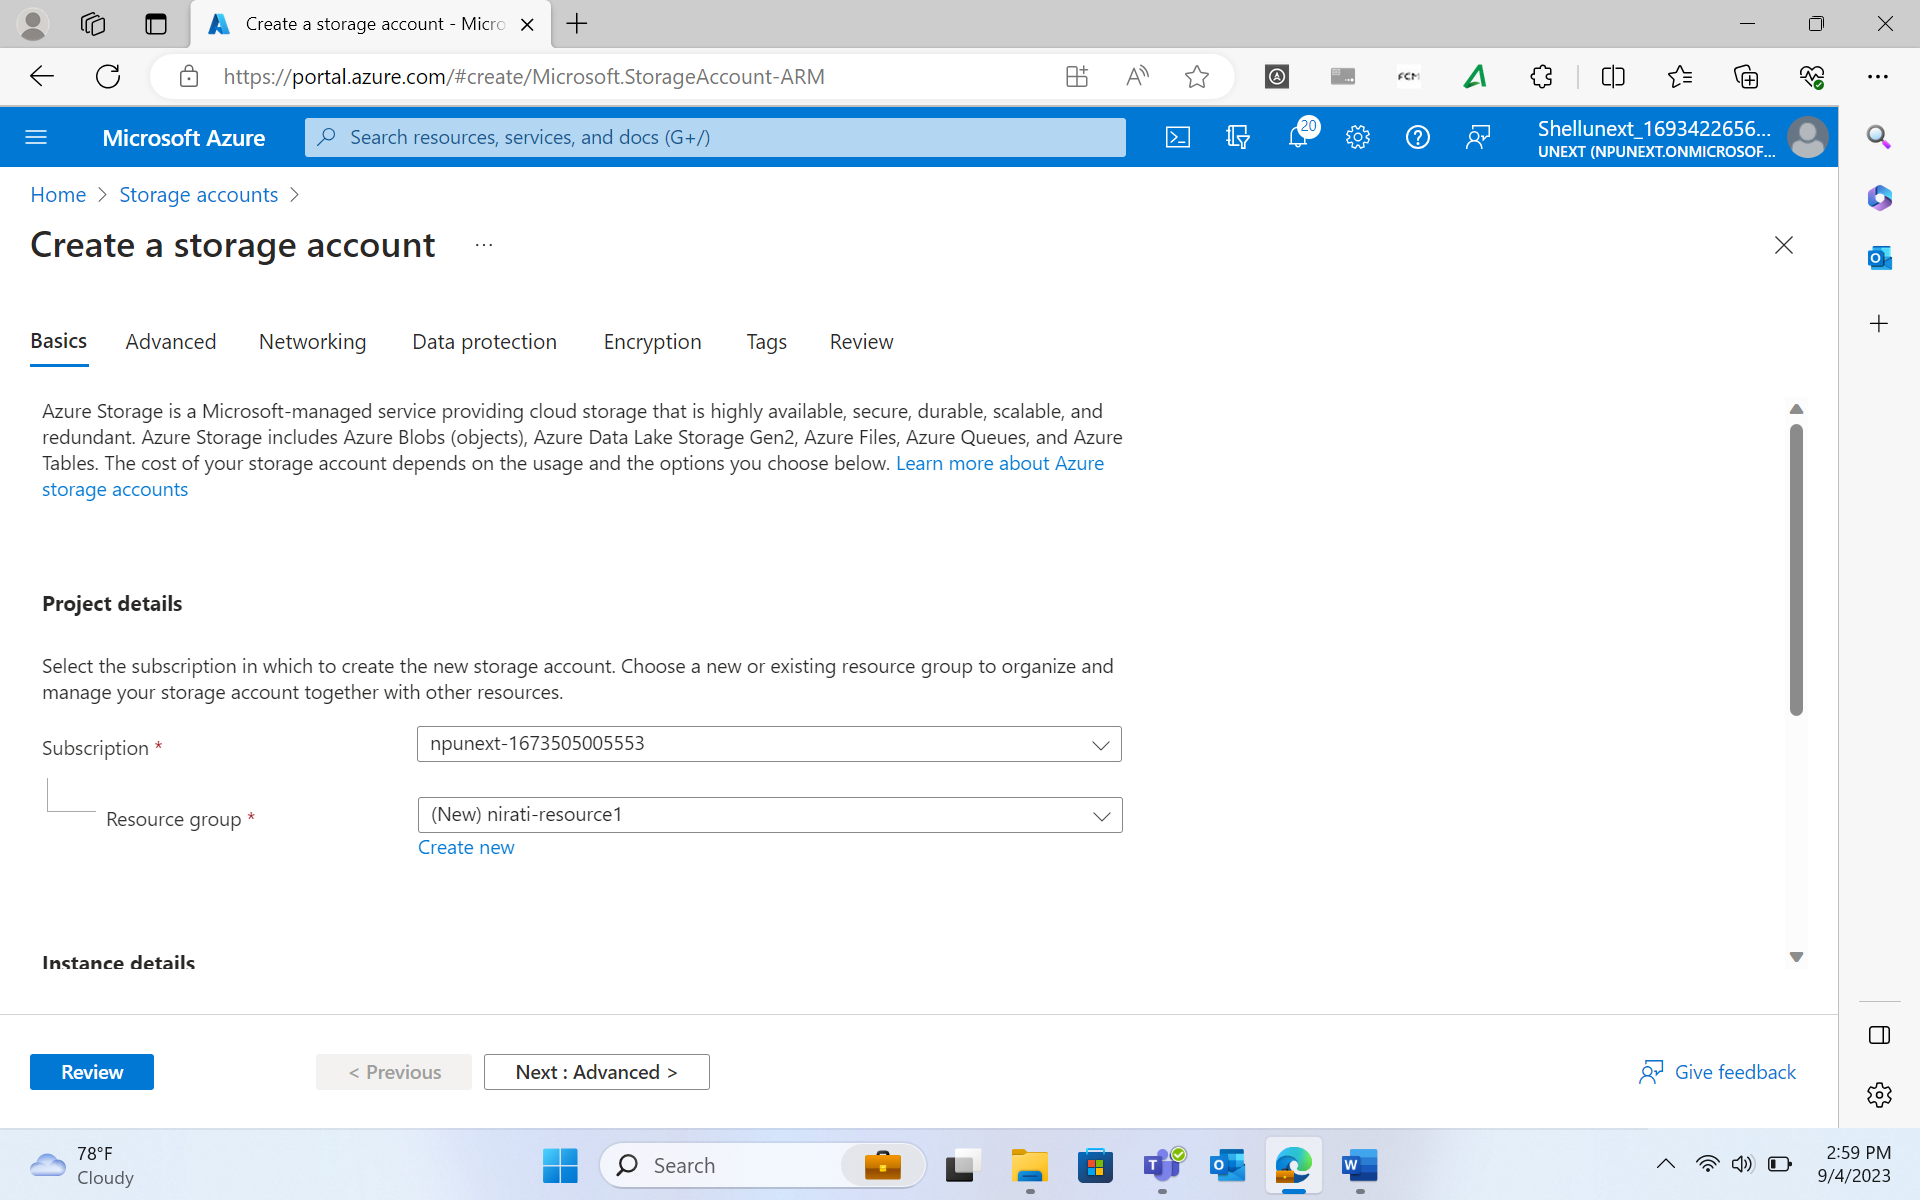 Create a storage account - Micro
https://portal.azure.com/#create/Microsoft.StorageAccount-ARM
FCM
Microsoft Azure
Search resources, services, and docs (G+/)
20
Shellunext_1693422656...
UNEXT (NPUNEXT.ONMICROSOF...
Home > Storage accounts >
Create a storage account ...
Basics Advanced Networking Data protection Encryption Tags Review
Azure Storage is a Microsoft-managed service providing cloud storage that is highly available, secure, durable, scalable, and
redundant. Azure Storage includes Azure Blobs (objects), Azure Data Lake Storage Gen2, Azure Files, Azure Queues, and Azure
Tables. The cost of your storage account depends on the usage and the options you choose below. Learn more about Azure
storage accounts
Project details
Select the subscription in which to create the new storage account. Choose a new or existing resource group to organize and
manage your storage account together with other resources.
Subscription *
npunext-1673505005553
Resource group *
(New) nirati-resource1
Create new
Instance details
Review
< Previous
Next : Advanced >
Give feedback
78°F
Cloudy
Search
2:59 PM
9/4/2023